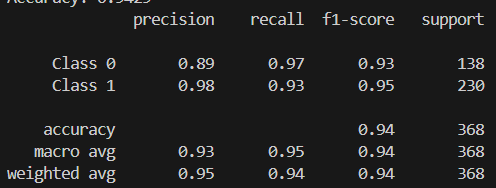 Accuracy: 0.9429
precision recall f1-score support
Class 0 0.89 0.97 0.93 138
Class 1 0.98 0.93 0.95 230
accuracy 0.94 368
macro avg 0.93 0.95 0.94 368
weighted avg 0.95 0.94 0.94 368